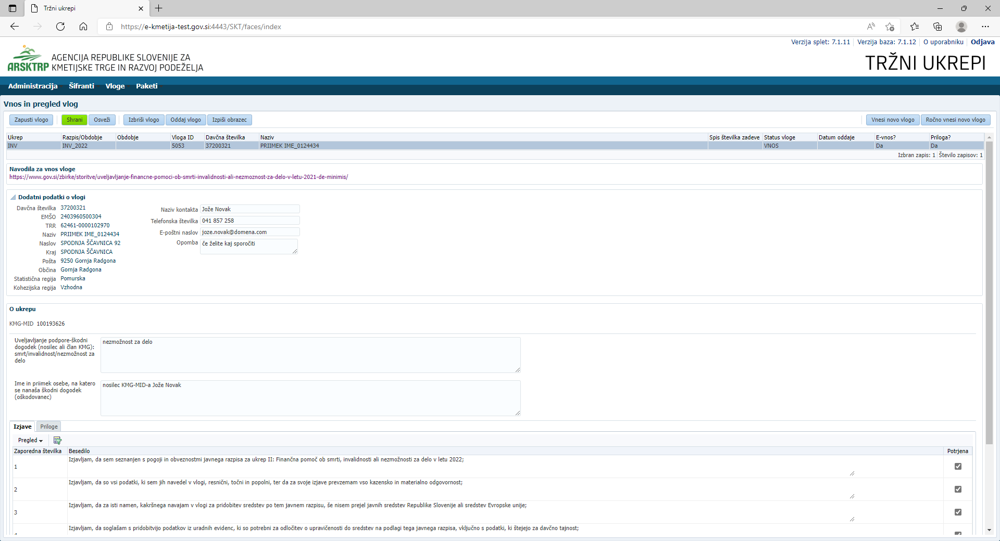 Tržni ukrepi
https://e-kmetija-test.gov.si:4443/SKT/faces/index
Verzija splet: 7.1.11 Verzija baza: 7.1.12 O uporabniku Odjava
ARSKTRP
AGENCIJA REPUBLIKE SLOVENIJE ZA
KMETIJSKE TRGE IN RAZVOJ PODEŽELJA
TRŽNI UKREPI
Administracija Šifranti Vloge Paketi
Vnos in pregled vlog
Zapusti vlogo Shrani Osveži Izbriši vlogo Oddaj vlogo Izpiši obrazec Vnesi novo vlogo Ročno vnesi novo vlogo
Ukrep Razpis/Obdobje Obdobje Vloga ID Davčna številka Naziv Spis številka zadeve Status vloge Datum oddaje E-vnos? Priloga?
INV INV_2022 5053 37200321 PRIIMEK IME_0124434 VNOS Da Da
Izbran zapis: 1 Število zapisov: 1
Navodila za vnos vloge
https://www.gov.si/zbirke/storitve/uveljavljanje-financne-pomoci-ob-smrti-invalidnosti-ali-nezmoznost-za-delo-v-letu-2021-de-minimis/
Dodatni podatki o vlogi
Davčna številka 37200321
EMŠO 2403960500304
TRR 62461-0000102970
Naziv PRIIMEK IME_0124434
Naslov SPODNJA ŠČAVNICA 92
Kraj SPODNJA ŠČAVNICA
Pošta 9250 Gornja Radgona
Občina Gornja Radgona
Statistična regija Pomurska
Kohezijska regija Vzhodna
Naziv kontakta Jože Novak
Telefonska številka 041 857 258
E-poštni naslov joze.novak@domena.com
Opomba če želite kaj sporočiti
O ukrepu
KMG-MID 100193626
Uveljavljanje podpore-škodni
dogodek (nosilec ali član KMG):
smrt/invalidnost/nezmožnost za
delo
nezmožnost za delo
Ime in priimek osebe, na katero
se nanaša škodni dogodek
(oškodovanec)
nosilec KMG-MID-a Jože Novak
Izjave Priloge
Pregled
Zaporedna številka Besedilo Potrjena
1 Izjavljam, da sem seznanjen s pogoji in obveznostmi javnega razpisa za ukrep II: Finančna pomoč ob smrti, invalidnosti ali nezmožnosti za delo v letu 2022;
2 Izjavljam, da so vsi podatki, ki sem jih navedel v vlogi, resnični, točni in popolni, ter da za svoje izjave prevzemam vso kazensko in materialno odgovornost;
3 Izjavljam, da za isti namen, kakršnega navajam v vlogi za pridobitev sredstev po tem javnem razpisu, še nisem prejel javnih sredstev Republike Slovenije ali sredstev Evropske unije;
Izjavljam, da soglašam s pridobitvijo podatkov iz uradnih evidenc, ki so potrebni za odločitev o upravičenosti do sredstev na podlagi tega javnega razpisa, vključno s podatki, ki štejejo za davčno tajnost;